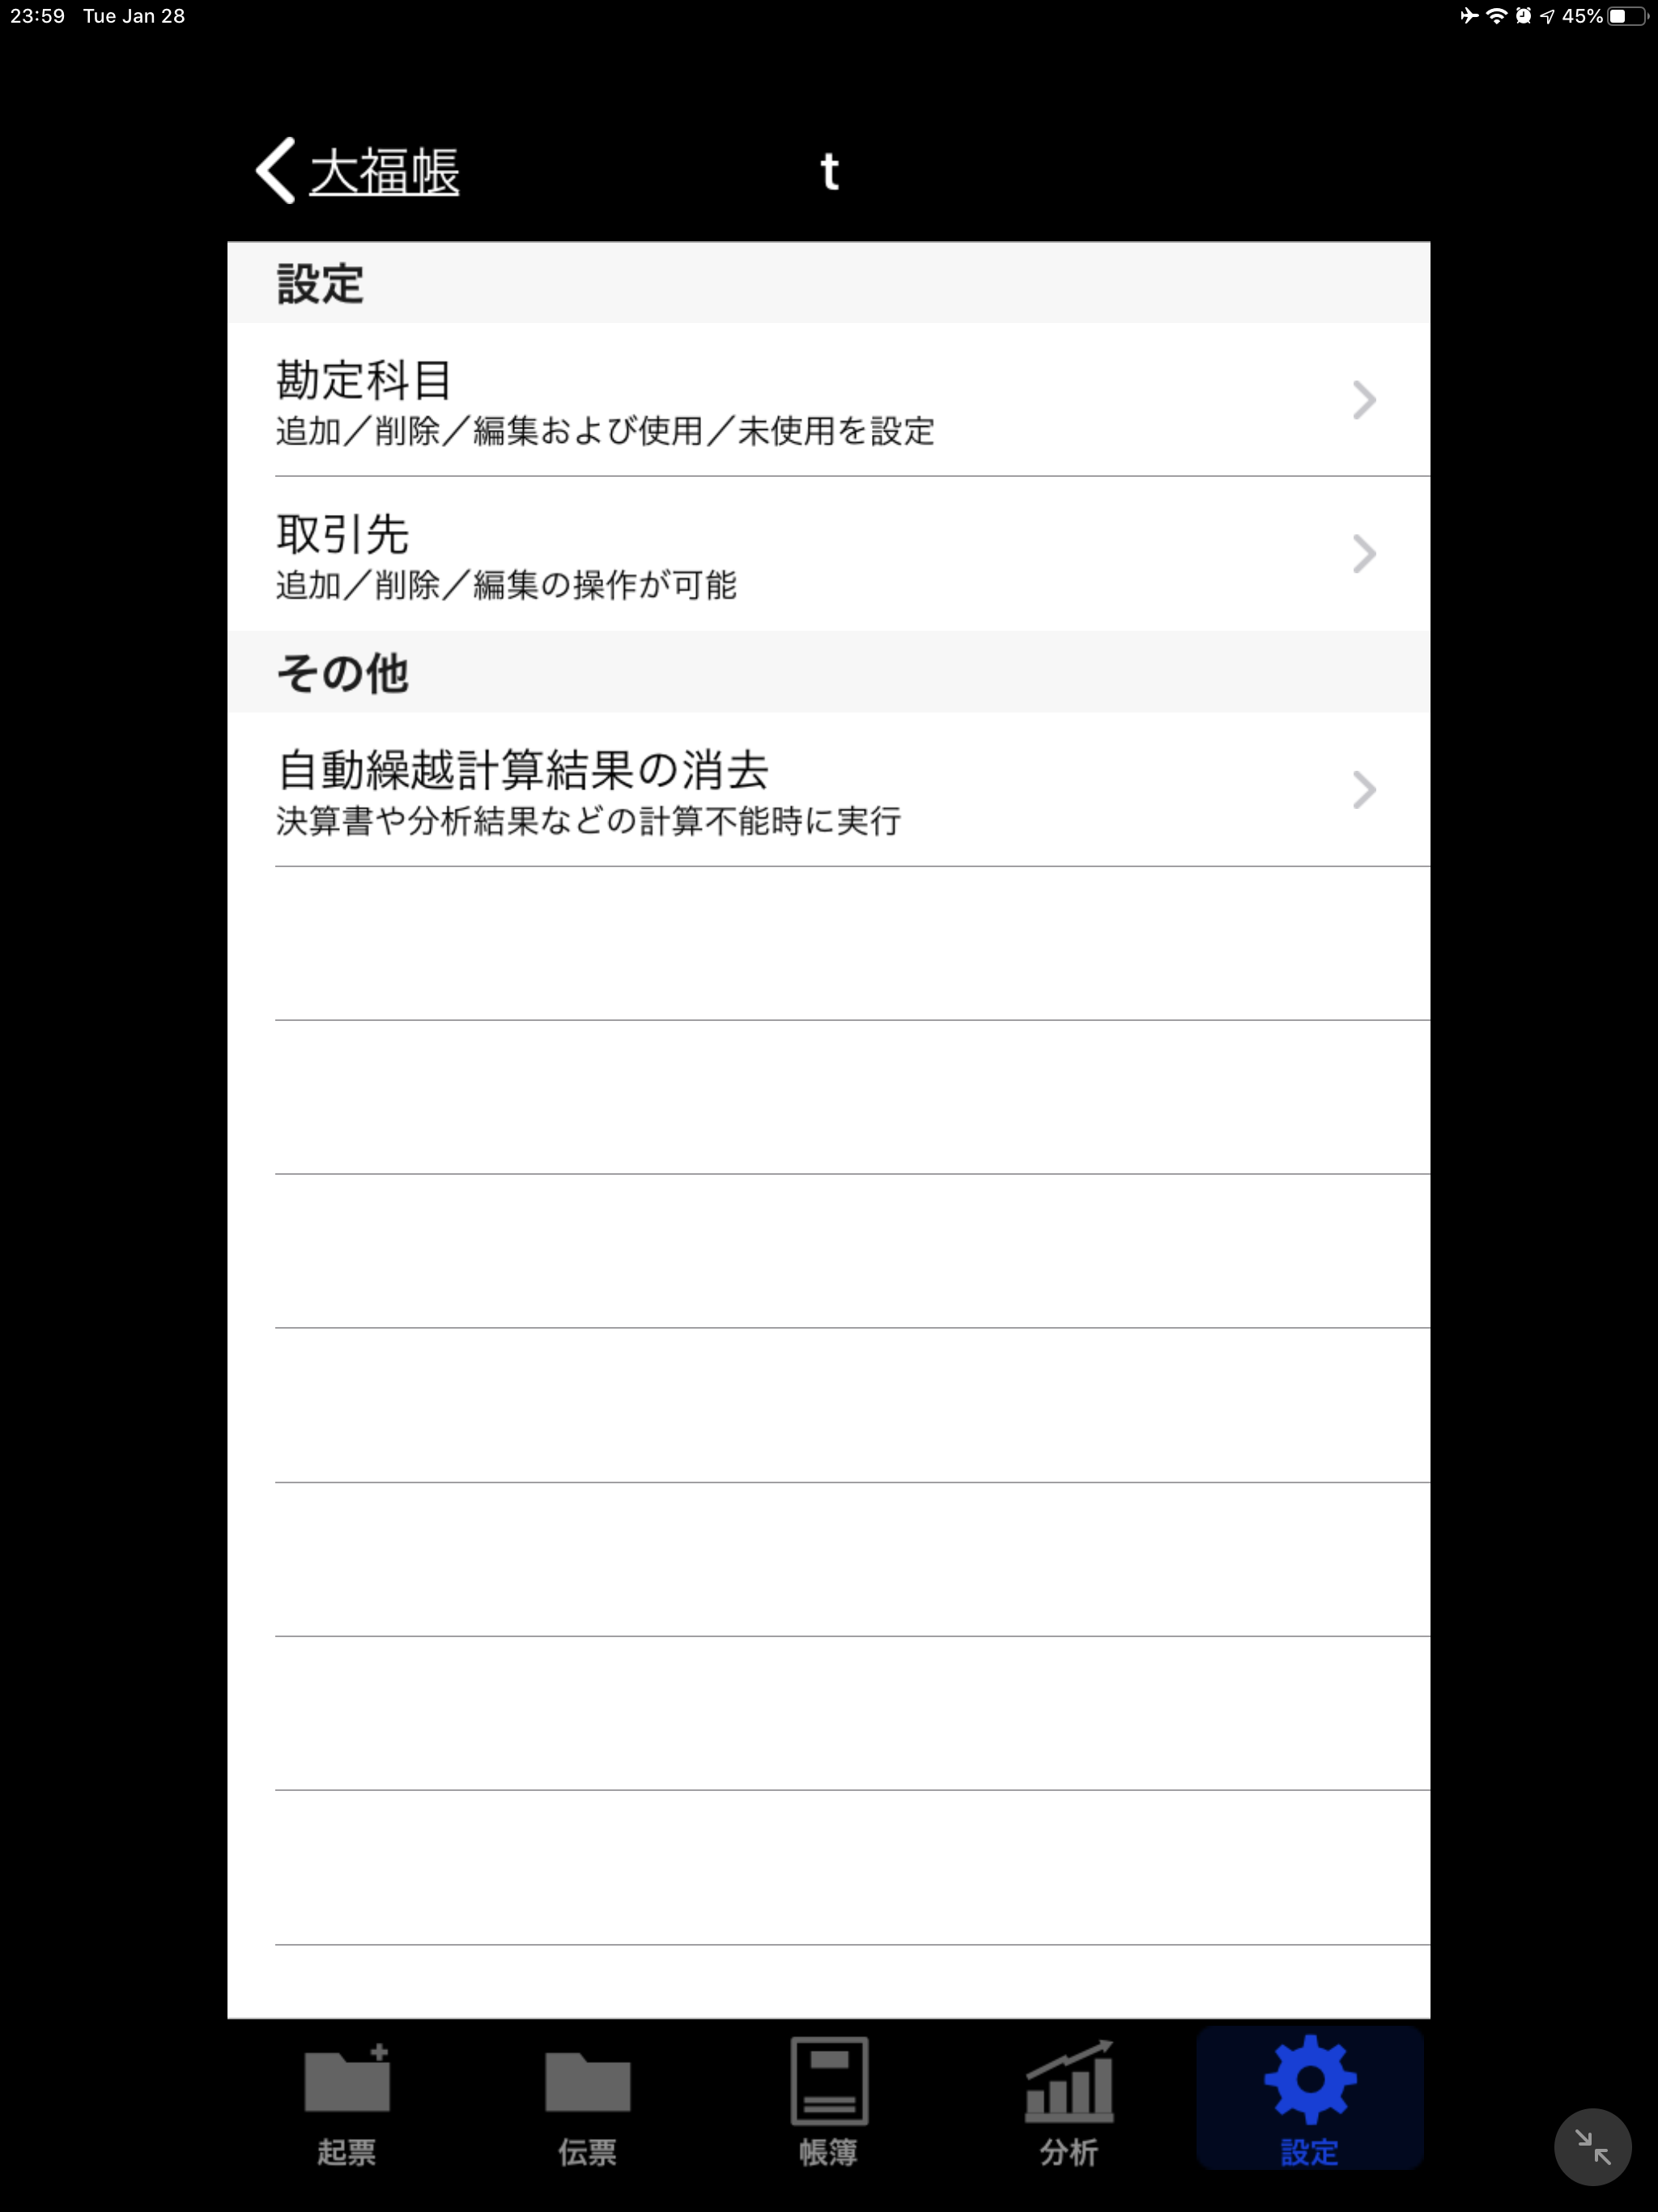 23:59 Tue Jan 28 45%
大福帳 t
設定
勘定科目
追加／削除／編集および使用／未使用を設定
取引先
追加／削除／編集の操作が可能
その他
自動繰越計算結果の消去
決算書や分析結果などの計算不能時に実行
起票 伝票 帳簿 分析 設定